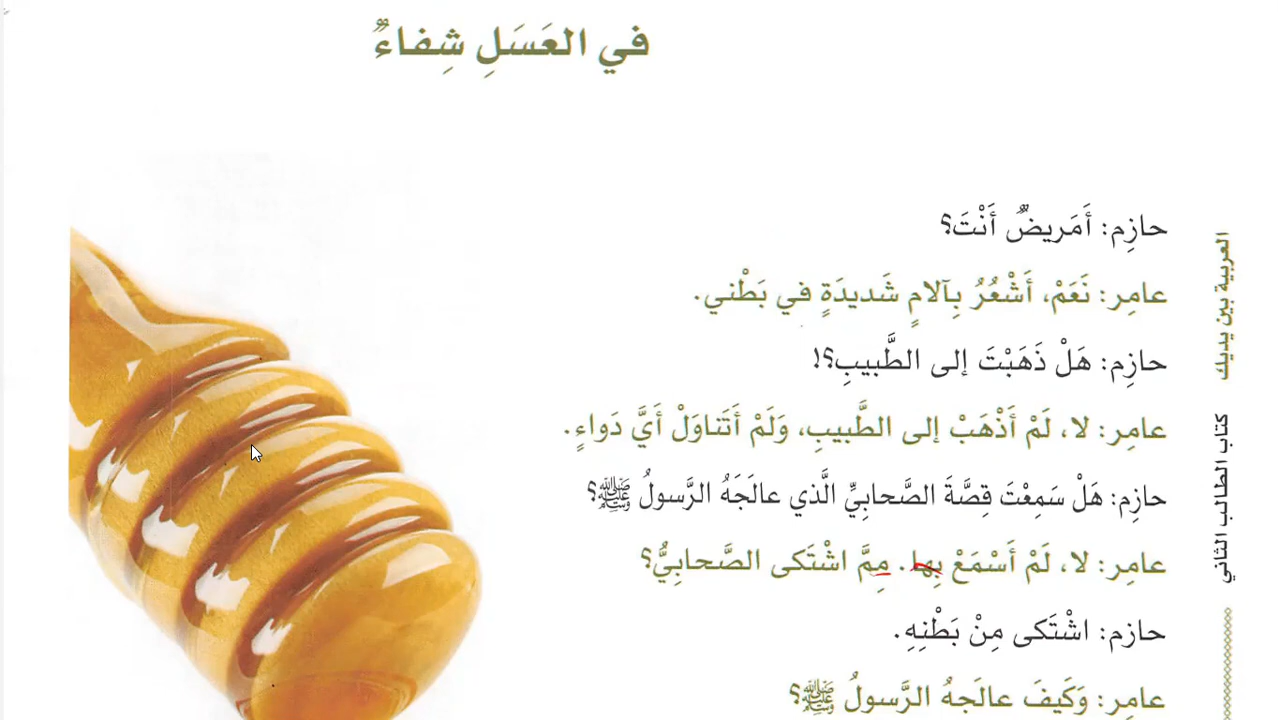 في العَسَلِ شِفاءٌ
حازِم: أَمَريضٌ أَنْتَ؟
عامِر: نَعَمْ، أَشْعُرُ بِآلامٍ شَديدَةٍ في بَطْني.
حازِم: هَلْ ذَهَبْتَ إلى الطَّبيبِ؟!
عامِر: لا، لَمْ أَذْهَبْ إلى الطَّبيبِ، وَلَمْ أَتَناوَلْ أَيَّ دَواءٍ.
حازِم: هَلْ سَمِعْتَ قِصَّةَ الصَّحابِيِّ الَّذي عالَجَهُ الرَّسولُ ﷺ؟
عامِر: لا، لَمْ أَسْمَعْ بِها. مِمَّ اشْتَكى الصَّحابِيُّ؟
حازم: اشْتَكى مِنْ بَطْنِهِ.
عامِر: وَكَيفَ عالَجهُ الرَّسولُ ﷺ؟
العربية بين يديك
كتاب الطالب الثاني